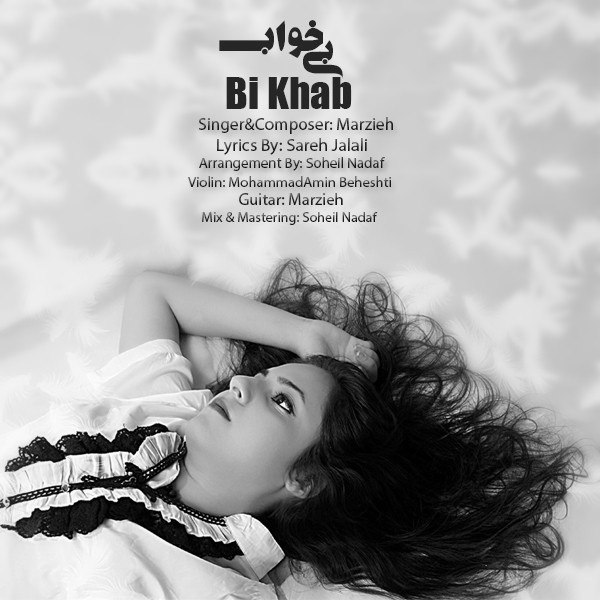 بی خواب
Bi Khab
Singer&Composer: Marzieh
Lyrics By: Sareh Jalali
Arrangement By: Soheil Nadaf
Violin: MohammadAmin Beheshti
Guitar: Marzieh
Mix & Mastering: Soheil Nadaf